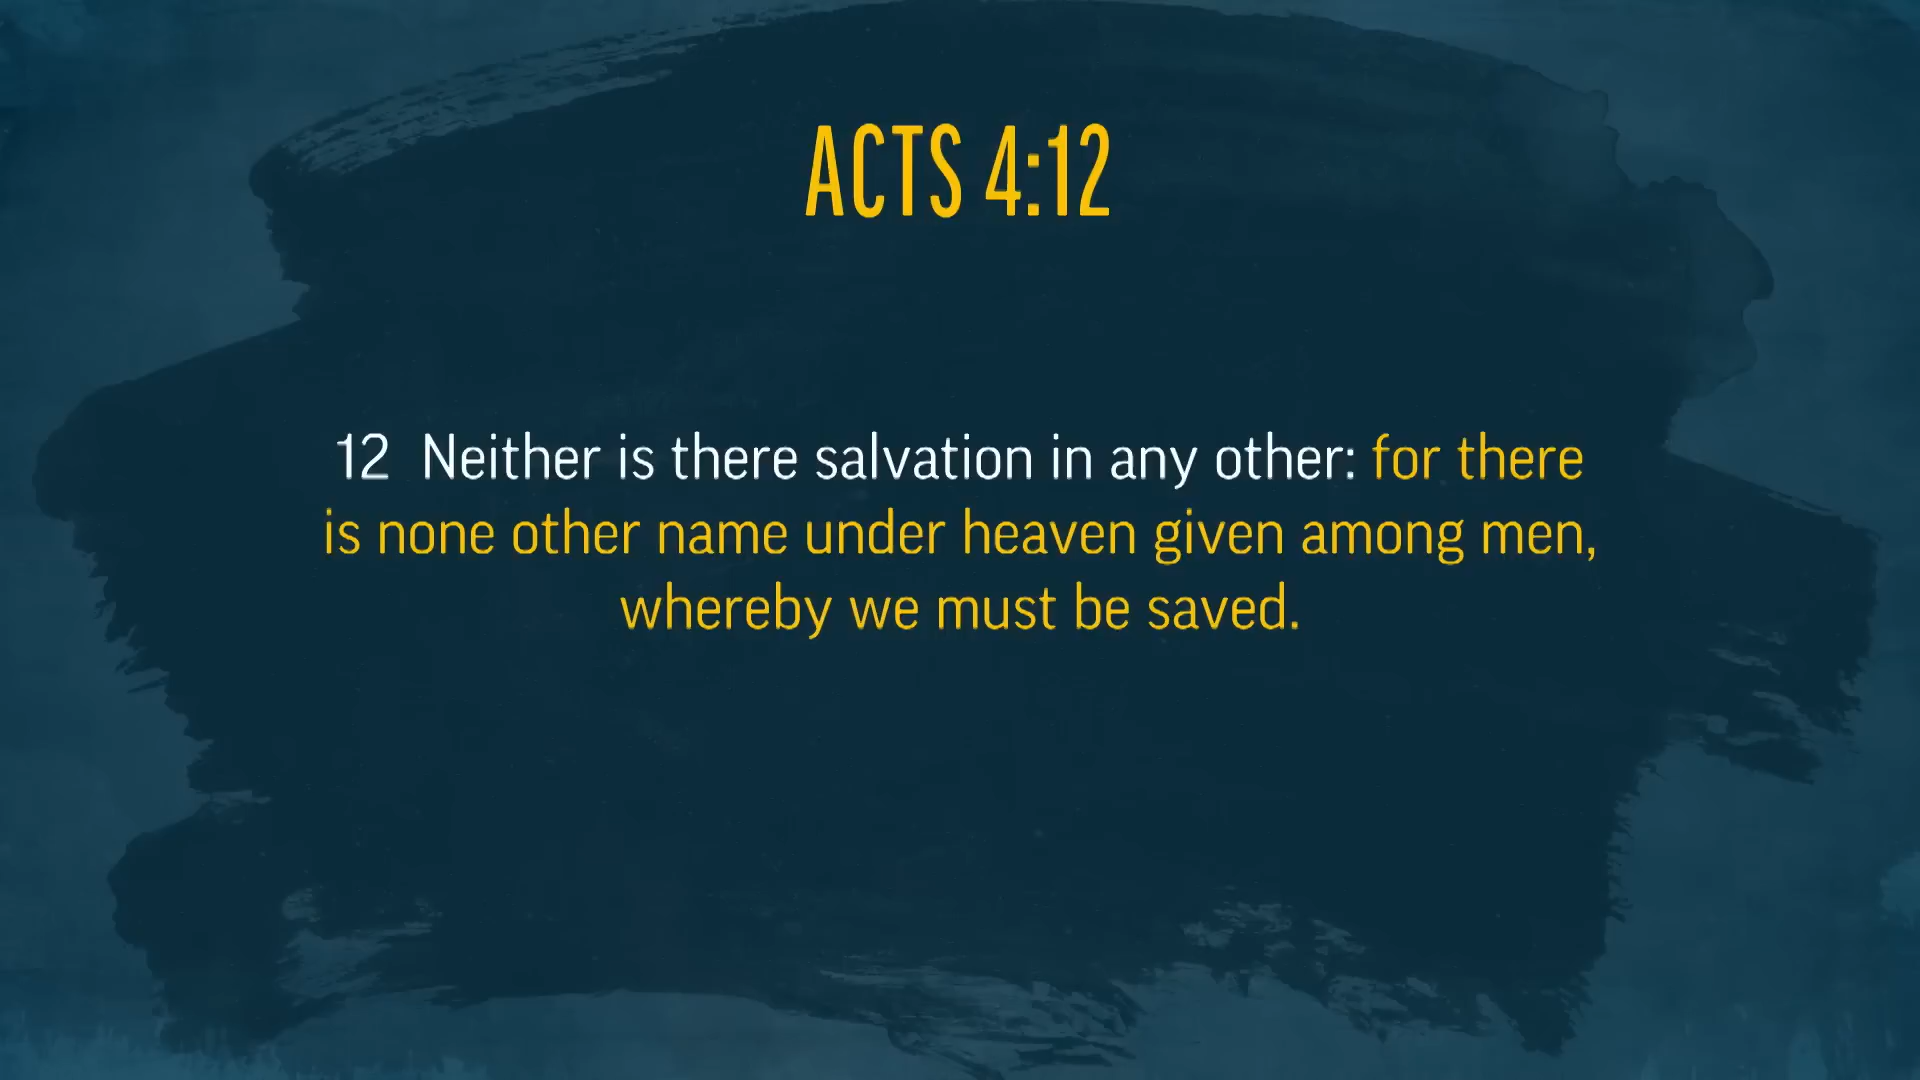 ACTS 4:12
12 Neither is there salvation in any other: for there
is none other name under heaven given among men,
whereby we must be saved.